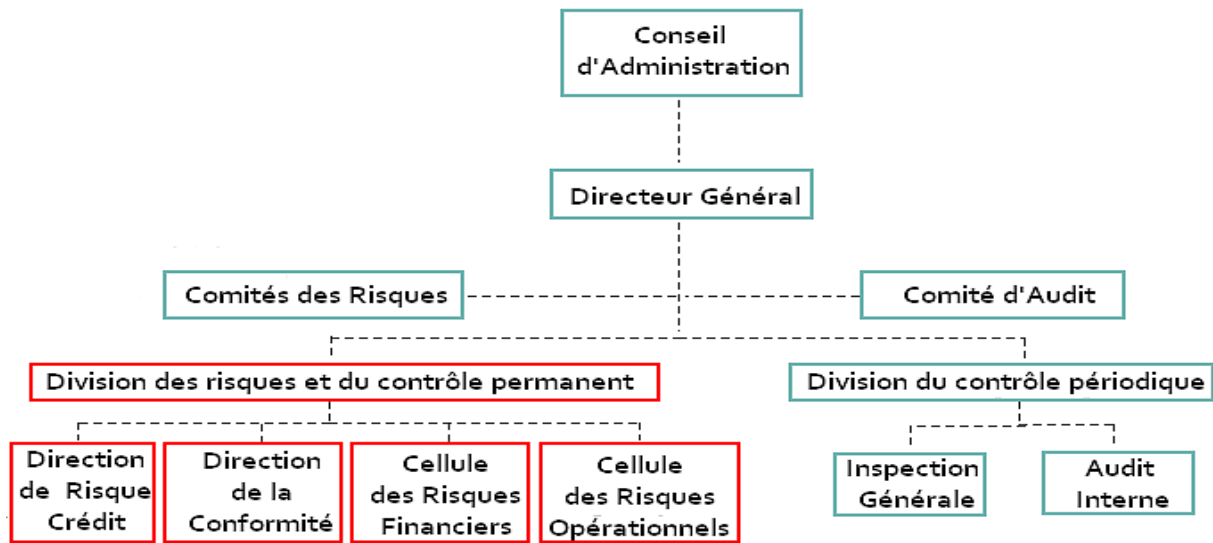 Conseil
d'Administration
Directeur Général
Comités des Risques
Comité d'Audit
Division des risques et du contrôle permanent
Division du contrôle périodique
Direction
de Risque
Crédit
Direction
de la
Conformité
Cellule
des Risques
Financiers
Cellule
des Risques
Opérationnels
Inspection
Générale
Audit
Interne